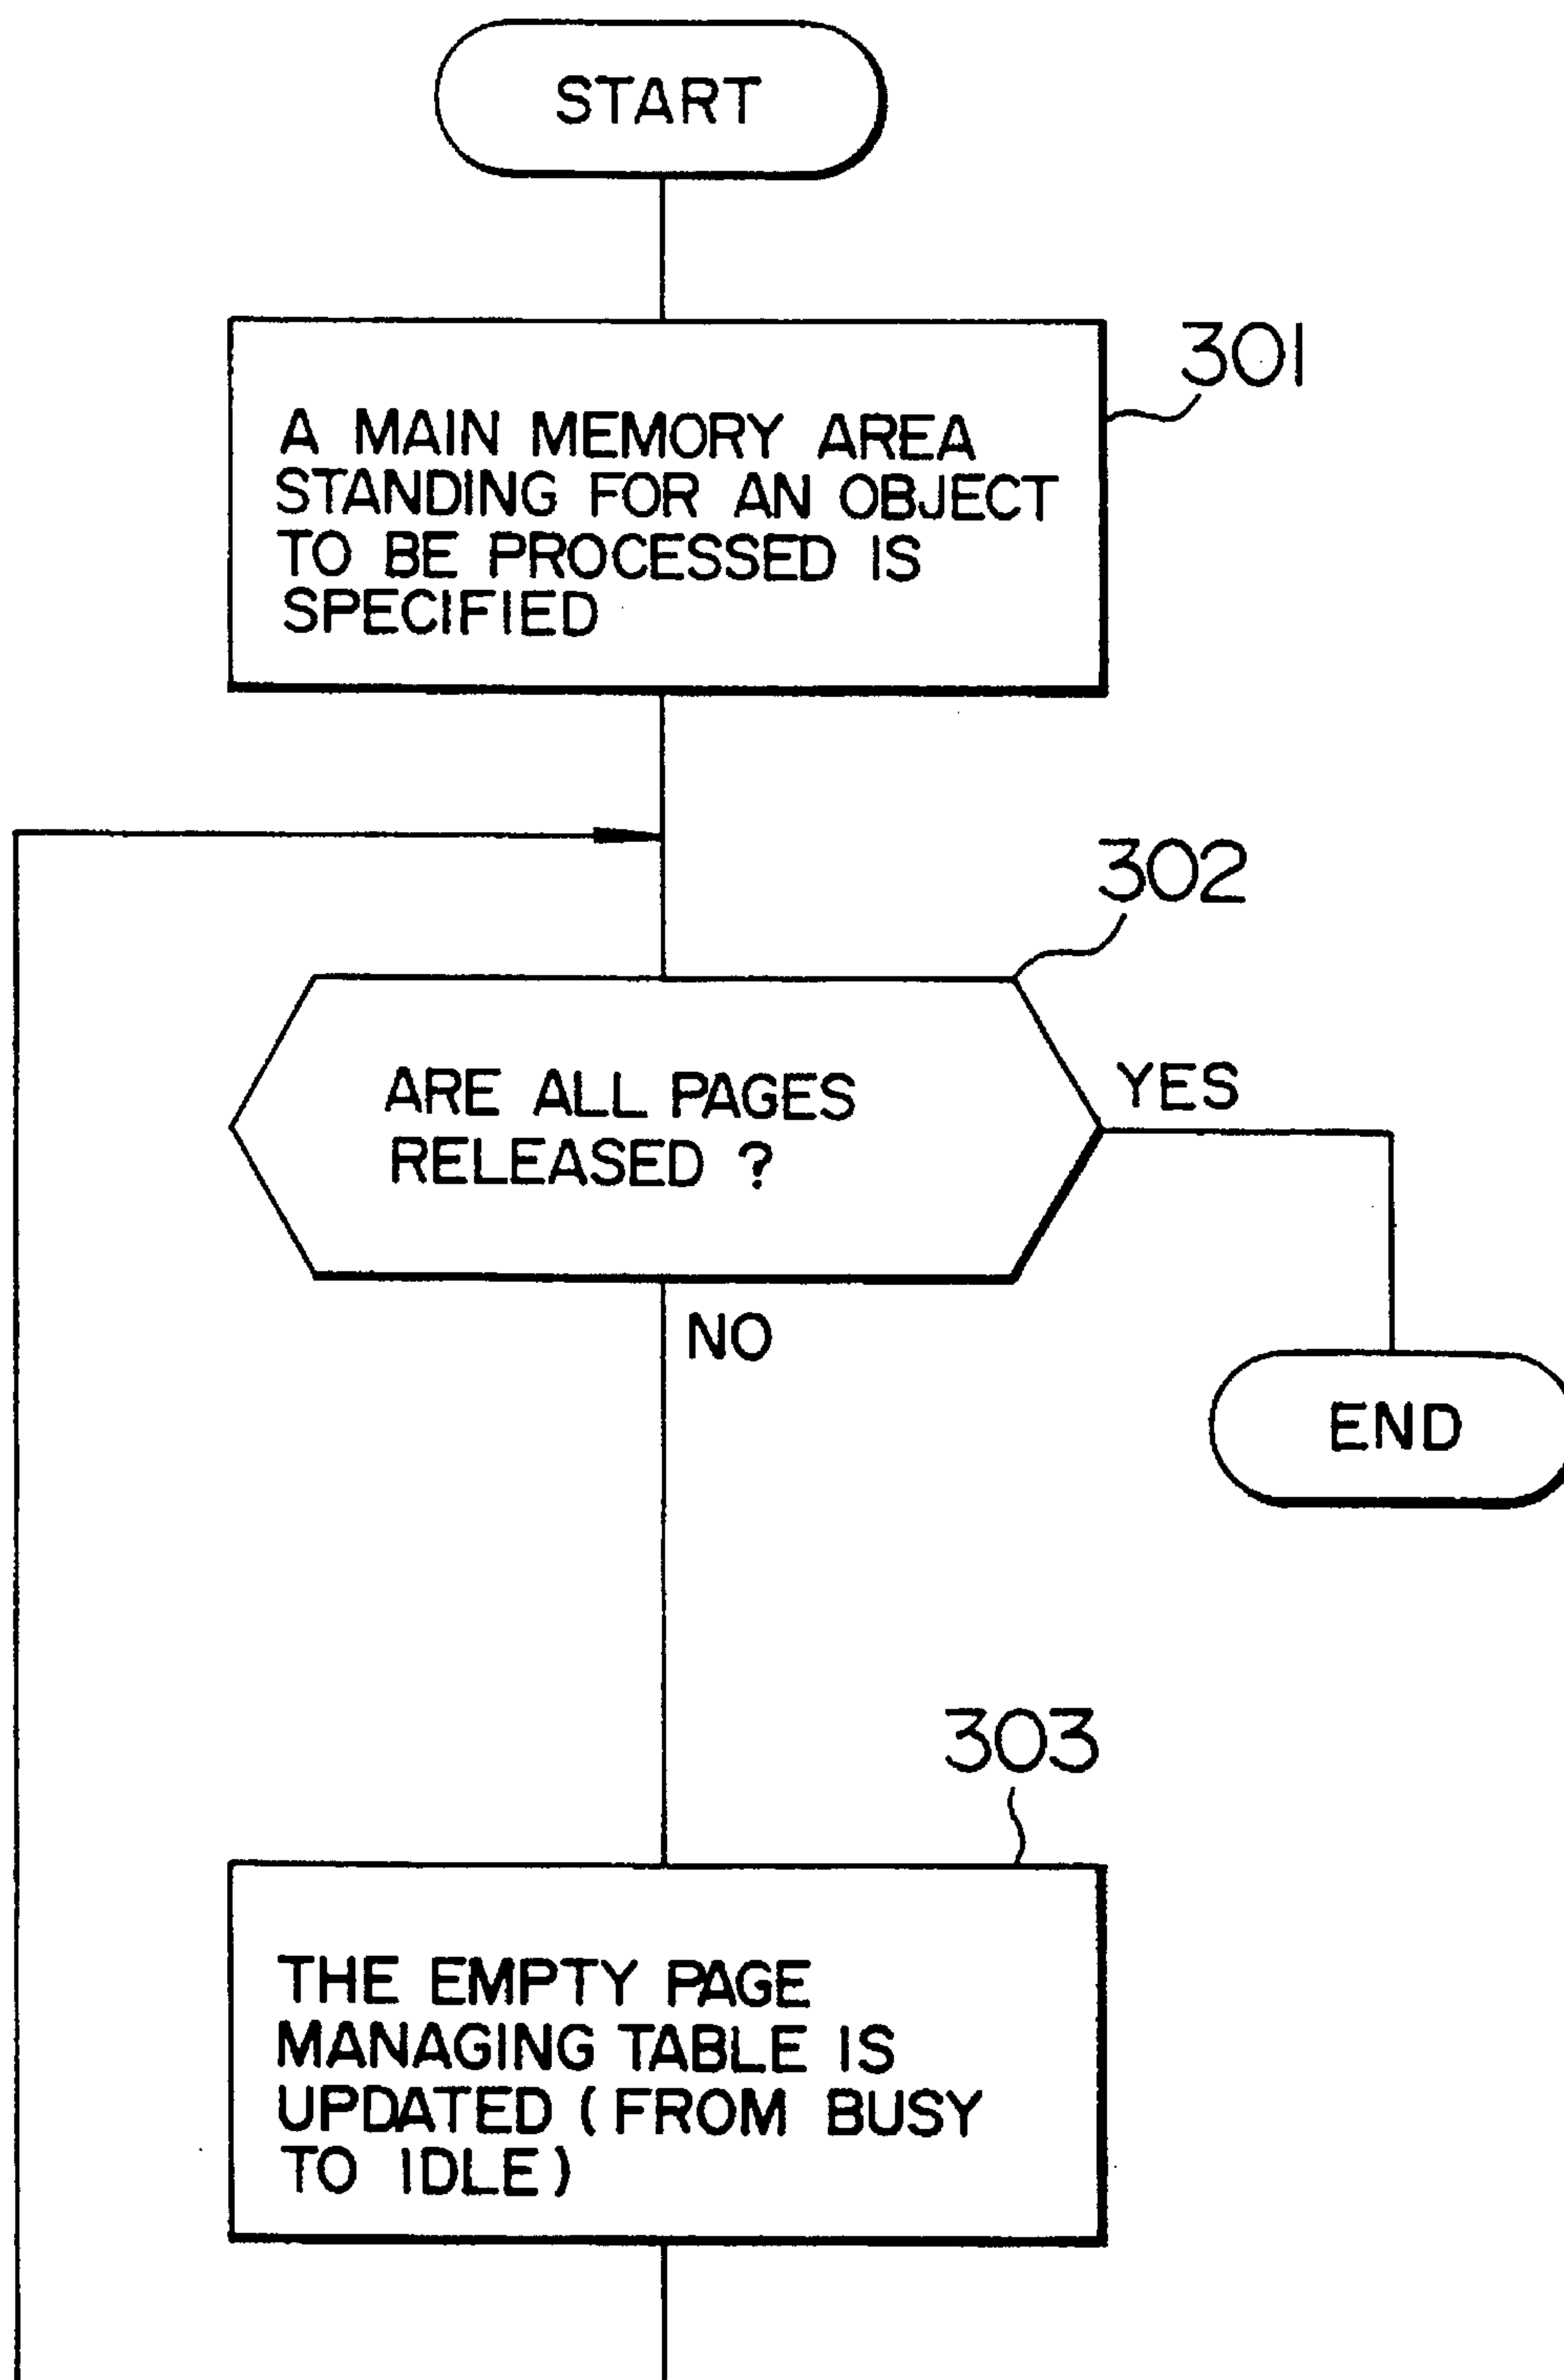 START
301
A MAIN MEMORY AREA
STANDING FOR AN OBJECT
TO BE PROCESSED IS
SPECIFIED
302
ARE ALL PAGES
RELEASED ?
YES
NO
END
303
THE EMPTY PAGE
MANAGING TABLE IS
UPDATED (FROM BUSY
TO IDLE)